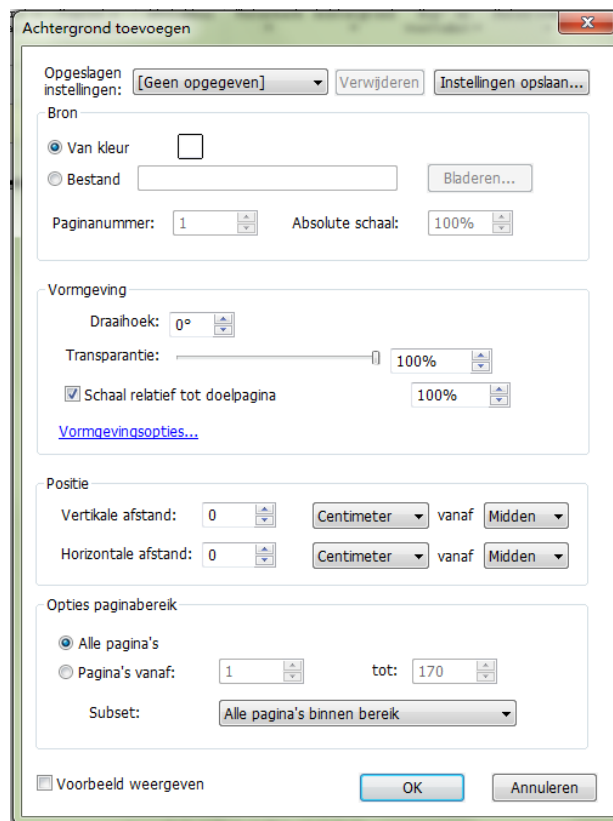 Achtergrond toevoegen
Opgeslagen
instellingen: [Geen opgegeven] Verwijderen Instellingen opslaan...
Bron
Van kleur
Bestand Bladeren...
Paginanummer: 1 Absolute schaal: 100%
Vormgeving
Draaihoek: 0°
Transparantie: 100%
Schaal relatief tot doelpagina 100%
Vormgevingsopties...
Positie
Vertikale afstand: 0 Centimeter vanaf Midden
Horizontale afstand: 0 Centimeter vanaf Midden
Opties paginabereik
Alle pagina's
Pagina's vanaf: 1 tot: 170
Subset: Alle pagina's binnen bereik
Voorbeeld weergeven OK Annuleren